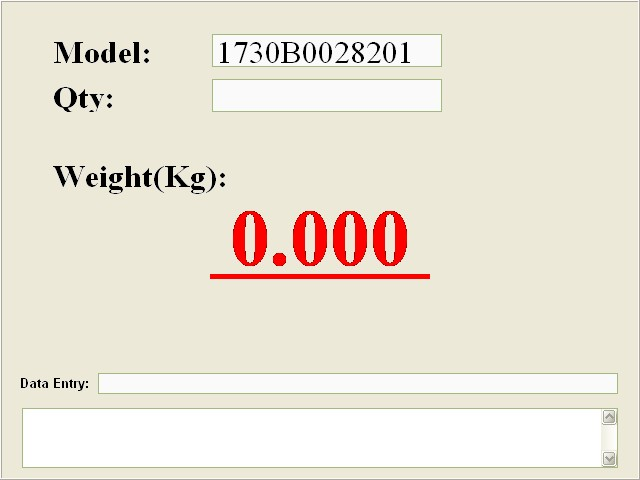 Model: 1730B0028201
Qty:
Weight(Kg):
0.000
Data Entry: